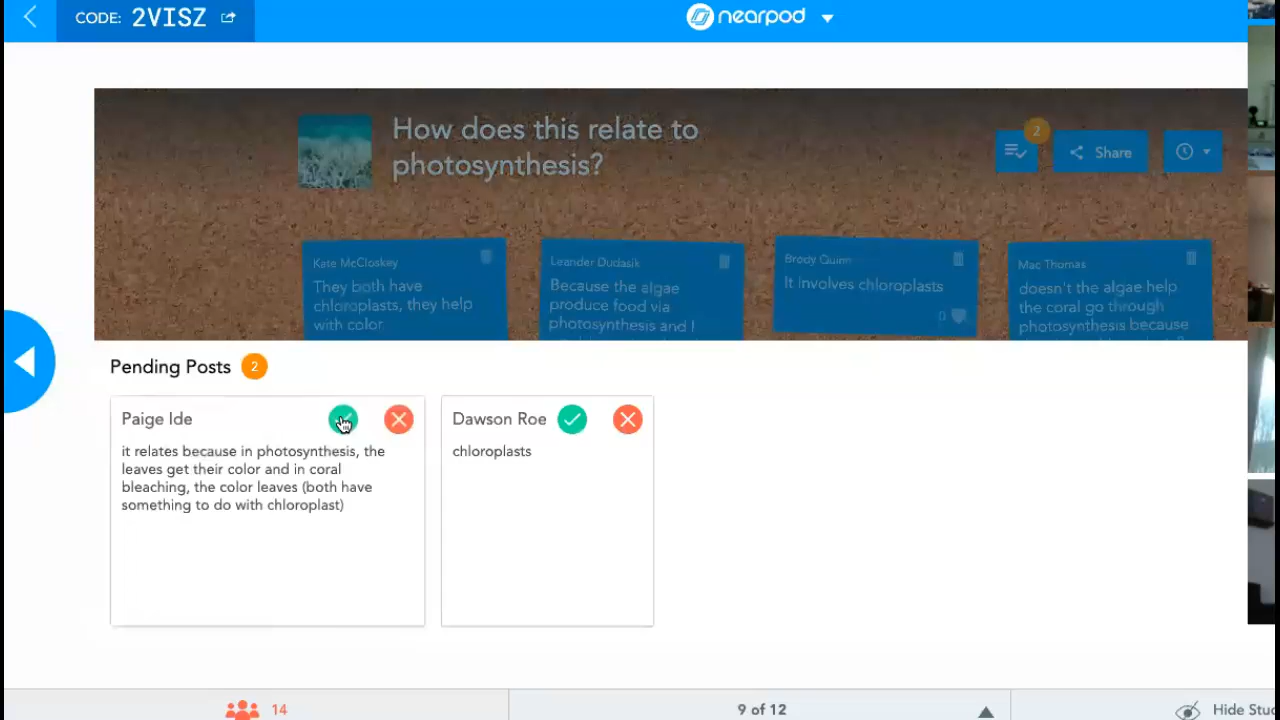 CODE: 2VISZ
nearpod
How does this relate to
photosynthesis?
2
Share
Kate McCloskey
They both have
chloroplasts, they help
with color
Leander Dudasik
Because the algae
produce food via
photosynthesis and I
Brody Quinn
It involves chloroplasts
0
Mac Thomas
doesn't the algae help
the coral go through
photosynthesis because
Pending Posts 2
Paige Ide
it relates because in photosynthesis, the
leaves get their color and in coral
bleaching, the color leaves (both have
something to do with chloroplast)
Dawson Roe
chloroplasts
14
9 of 12
Hide Stuc